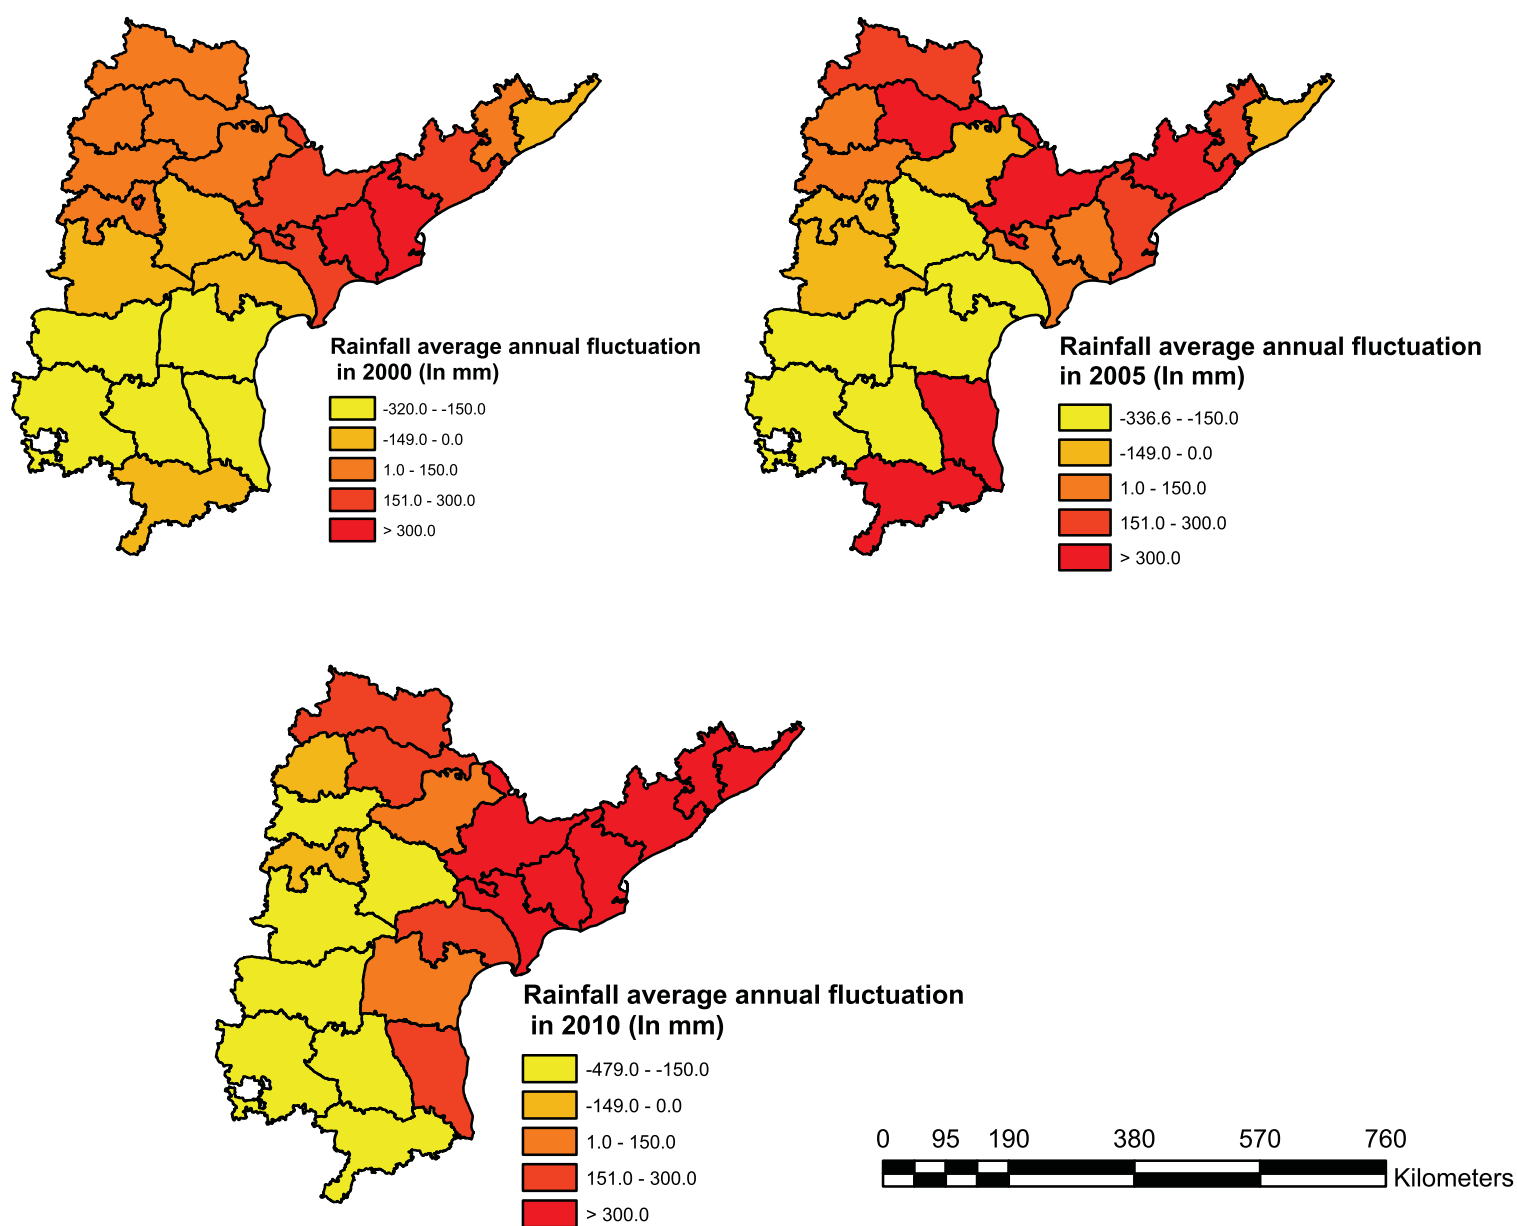 Rainfall average annual fluctuation
in 2000 (In mm)
-320.0 - -150.0
-149.0 - 0.0
1.0 - 150.0
151.0 - 300.0
> 300.0
Rainfall average annual fluctuation
in 2005 (In mm)
-336.6 - -150.0
-149.0 - 0.0
1.0 - 150.0
151.0 - 300.0
> 300.0
Rainfall average annual fluctuation
in 2010 (In mm)
-479.0 - -150.0
-149.0 - 0.0
1.0 - 150.0
151.0 - 300.0
> 300.0
0 95 190 380 570 760
Kilometers